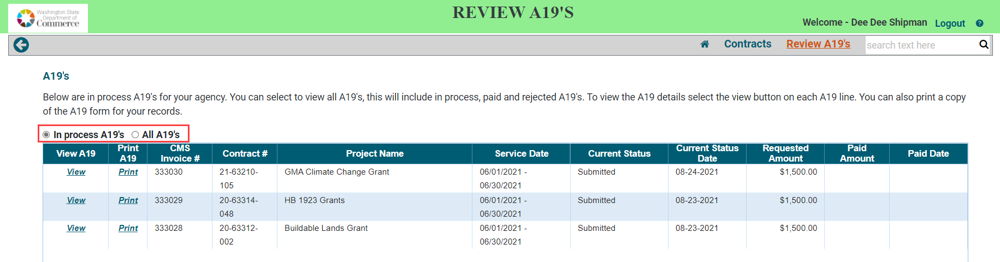 Washington State
Department of
Commerce
REVIEW A19'S
Welcome - Dee Dee Shipman Logout ?
Contracts Review A19's search text here
A19's
Below are in process A19's for your agency. You can select to view all A19's, this will include in process, paid and rejected A19's. To view the A19 details select the view button on each A19 line. You can also print a copy
of the A19 form for your records.
In process A19's All A19's
View A19 Print A19 CMS Invoice # Contract # Project Name Service Date Current Status Current Status Date Requested Amount Paid Amount Paid Date
View Print 333030 21-63210- GMA Climate Change Grant 06/01/2021 - Submitted 08-24-2021 $1,500.00
105 06/30/2021
View Print 333029 20-63314- HB 1923 Grants 06/01/2021 - Submitted 08-23-2021 $1,500.00
048 06/30/2021
View Print 333028 20-63312- Buildable Lands Grant 06/01/2021 - Submitted 08-23-2021 $1,500.00
002 06/30/2021